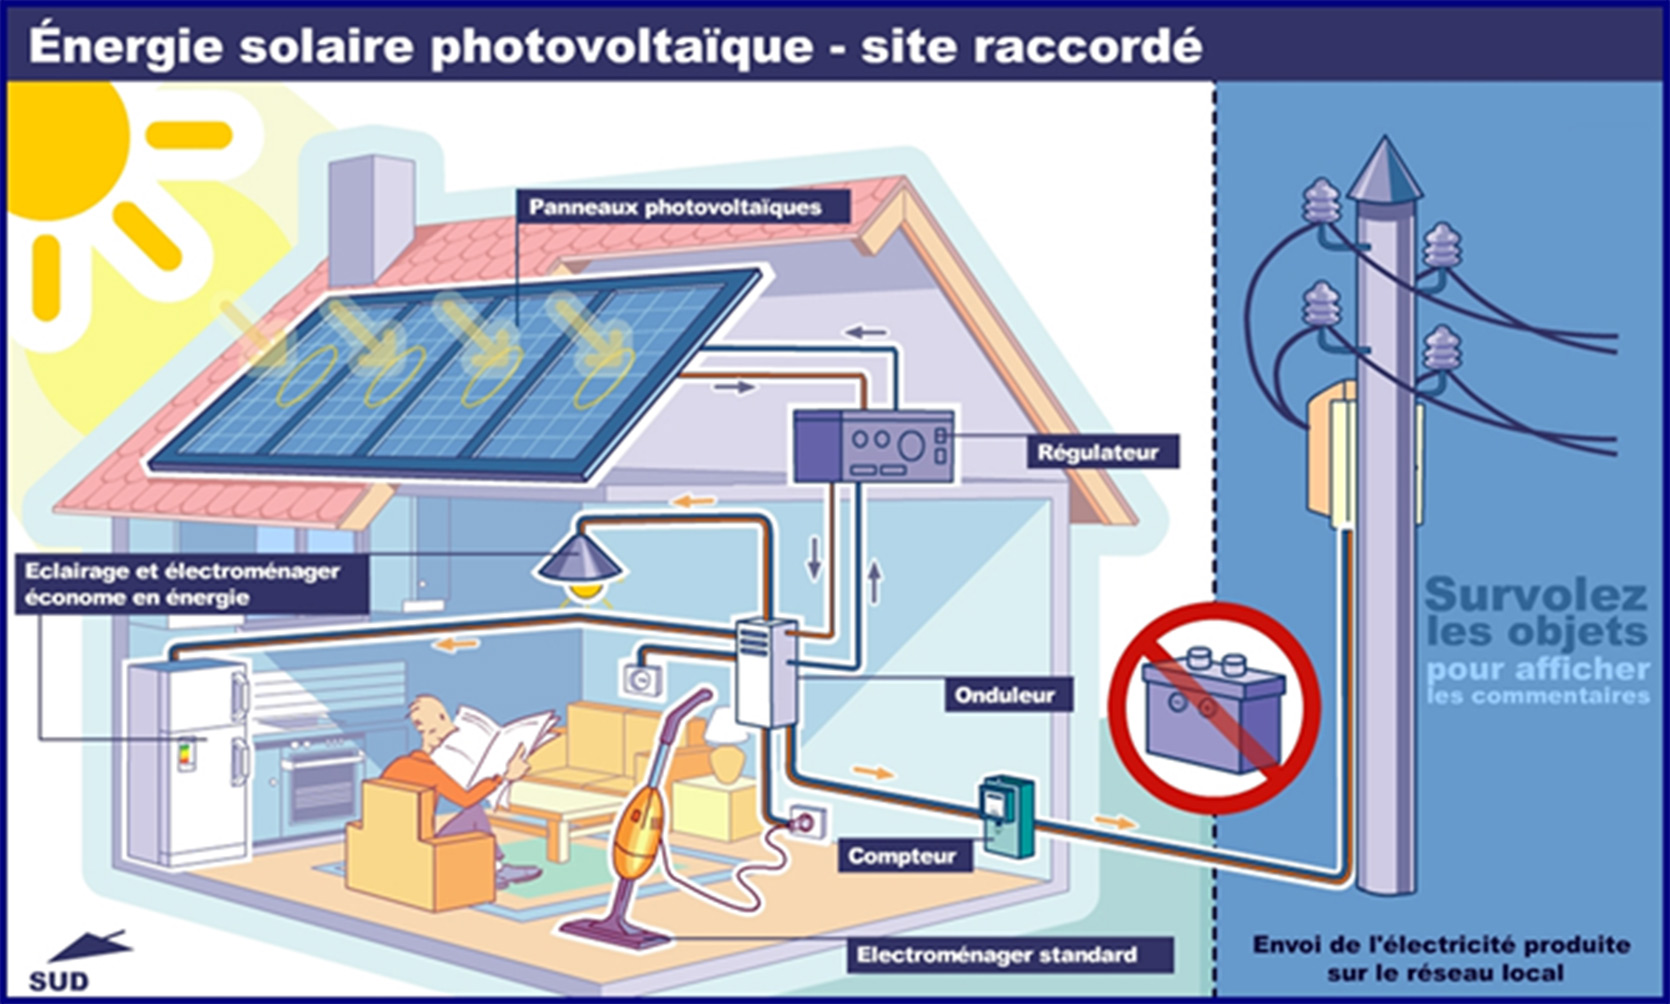 Énergie solaire photovoltaïque - site raccordé
Panneaux photovoltaïques
Régulateur
Eclairage et électroménager
économe en énergie
Onduleur
Compteur
Electroménager standard
SUD
Survolez
les objets
pour afficher
les commentaires
Envoi de l'électricité produite
sur le réseau local